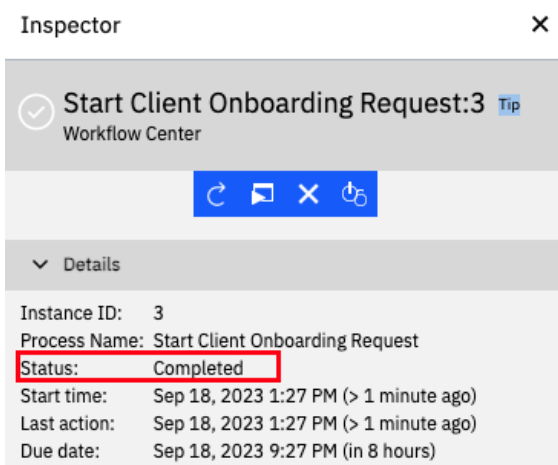 Inspector
Start Client Onboarding Request:3 Tip
Workflow Center
Details
Instance ID: 3
Process Name: Start Client Onboarding Request
Status: Completed
Start time: Sep 18, 2023 1:27 PM (> 1 minute ago)
Last action: Sep 18, 2023 1:27 PM (> 1 minute ago)
Due date: Sep 18, 2023 9:27 PM (in 8 hours)